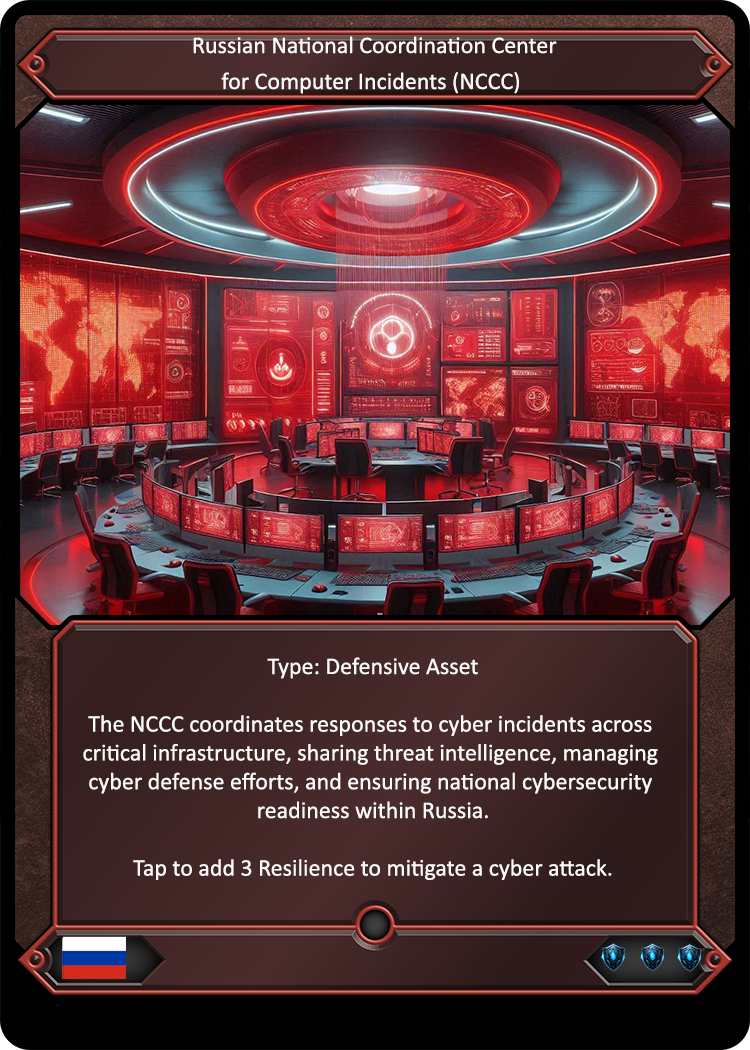 Russian National Coordination Center
for Computer Incidents (NCCC)
Type: Defensive Asset
The NCCC coordinates responses to cyber incidents across
critical infrastructure, sharing threat intelligence, managing
cyber defense efforts, and ensuring national cybersecurity
readiness within Russia.
Tap to add 3 Resilience to mitigate a cyber attack.